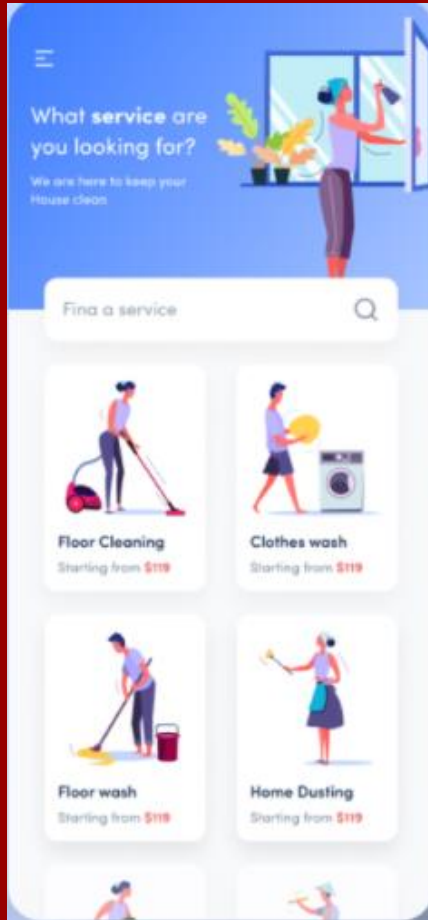 What service are
you looking for?
We are here to keep your
House clean
Fina a service
Floor Cleaning
Starting from $119
Clothes wash
Starting from $119
Floor wash
Starting from $119
Home Dusting
Starting from $119